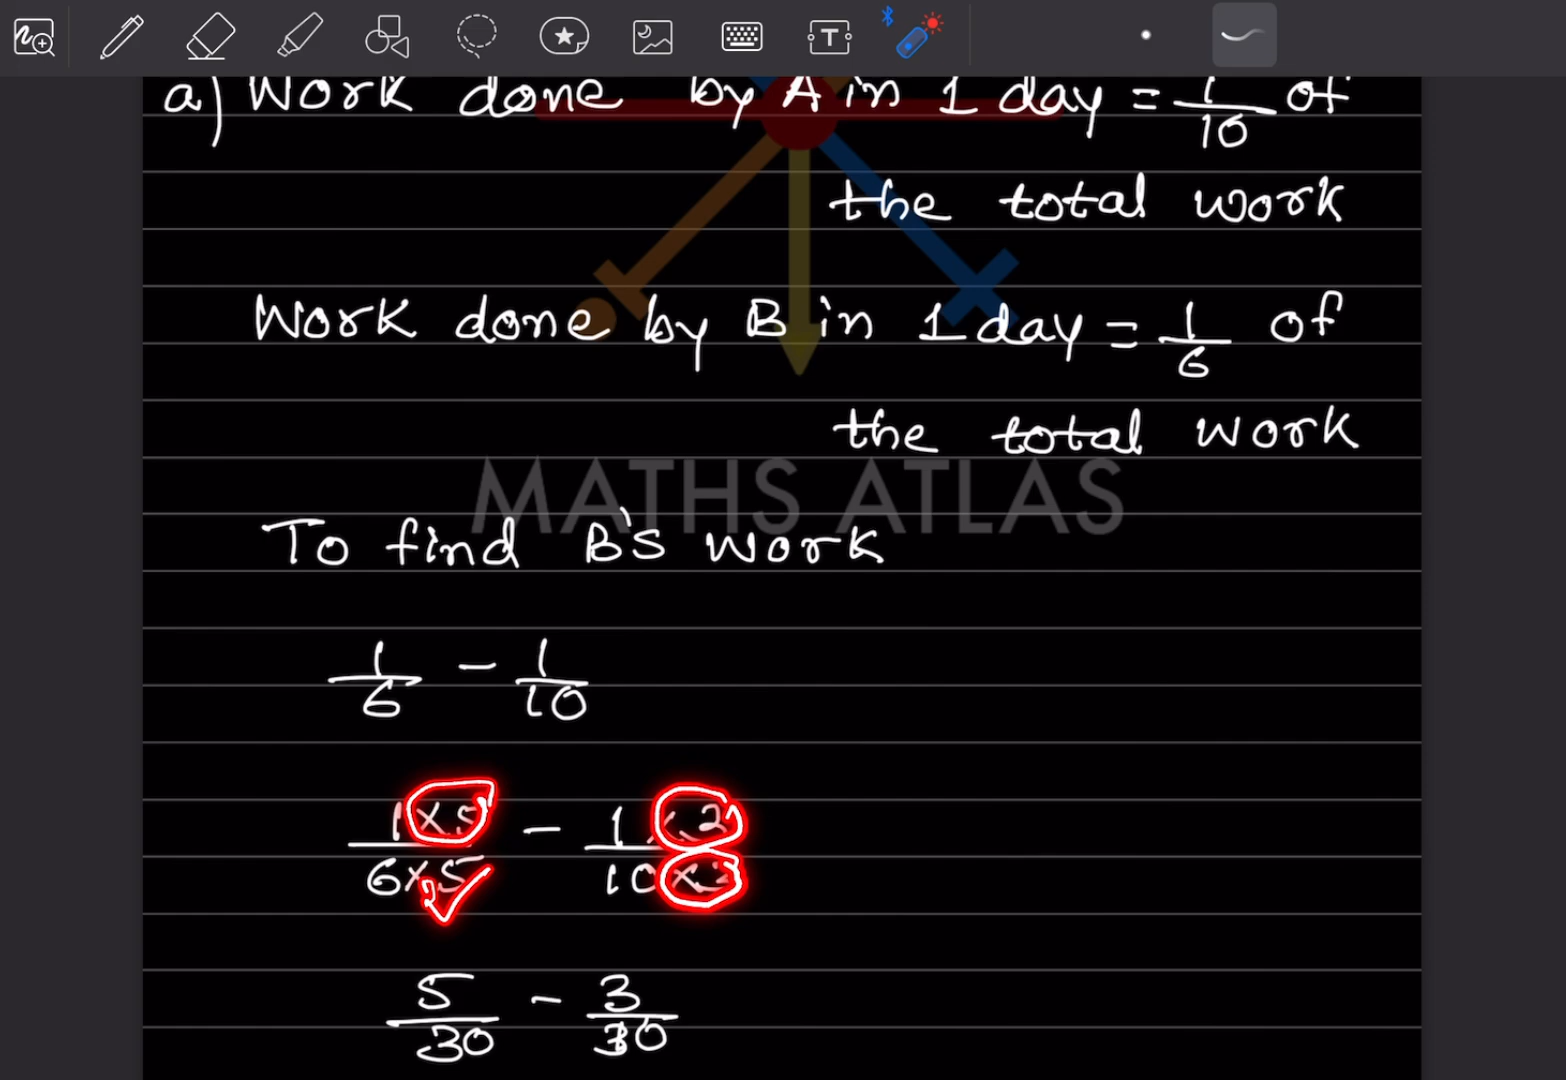 a) Work done by A in 1 day = 1/10 of
the total work
Work done by B in 1 day = 1/6 of
the total work
MATHS ATLAS
To find B's work
1/6 - 1/10
1×5/6×5 - 1×3/10×3
5/30 - 3/30